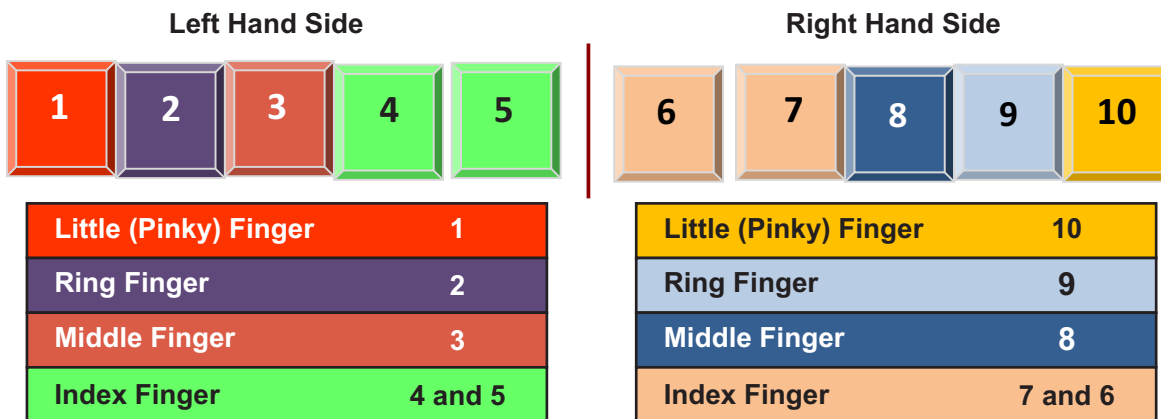 Left Hand Side
Right Hand Side
1 2 3 4 5
6 7 8 9 10
Little (Pinky) Finger 1
Ring Finger 2
Middle Finger 3
Index Finger 4 and 5
Little (Pinky) Finger 10
Ring Finger 9
Middle Finger 8
Index Finger 7 and 6